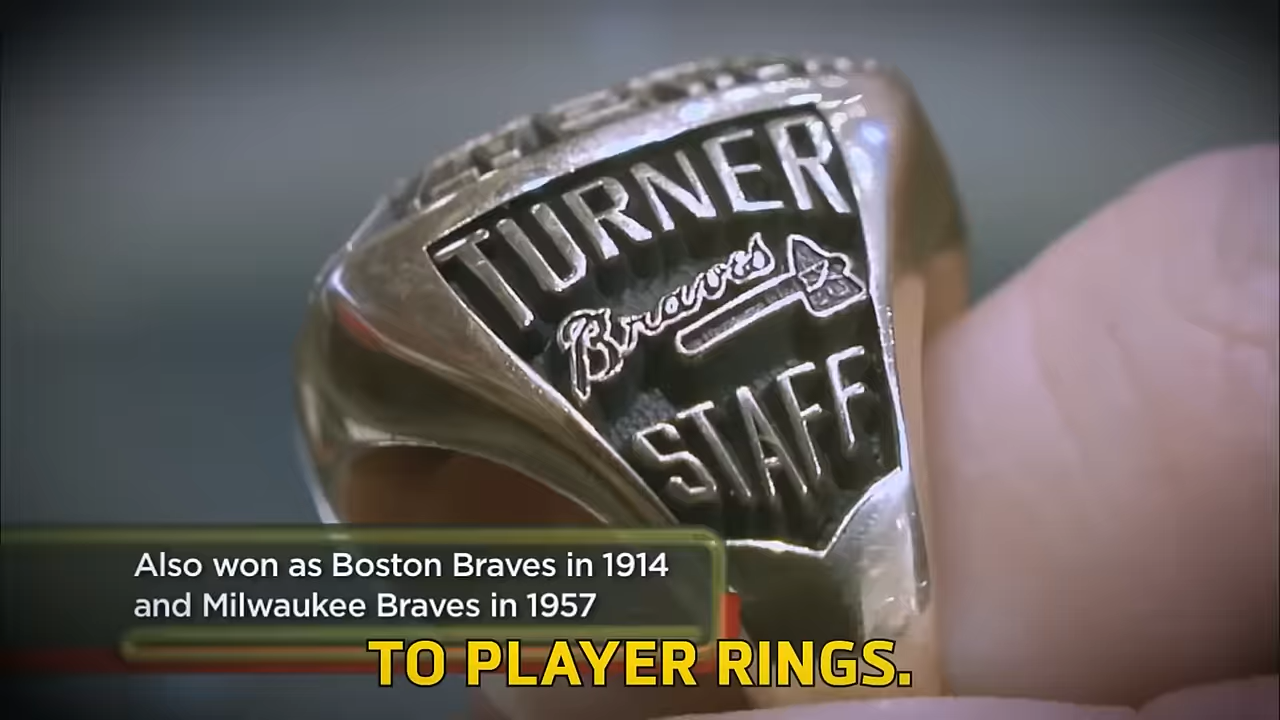 TURNER
Braves
STAFF
Also won as Boston Braves in 1914
and Milwaukee Braves in 1957
TO PLAYER RINGS.